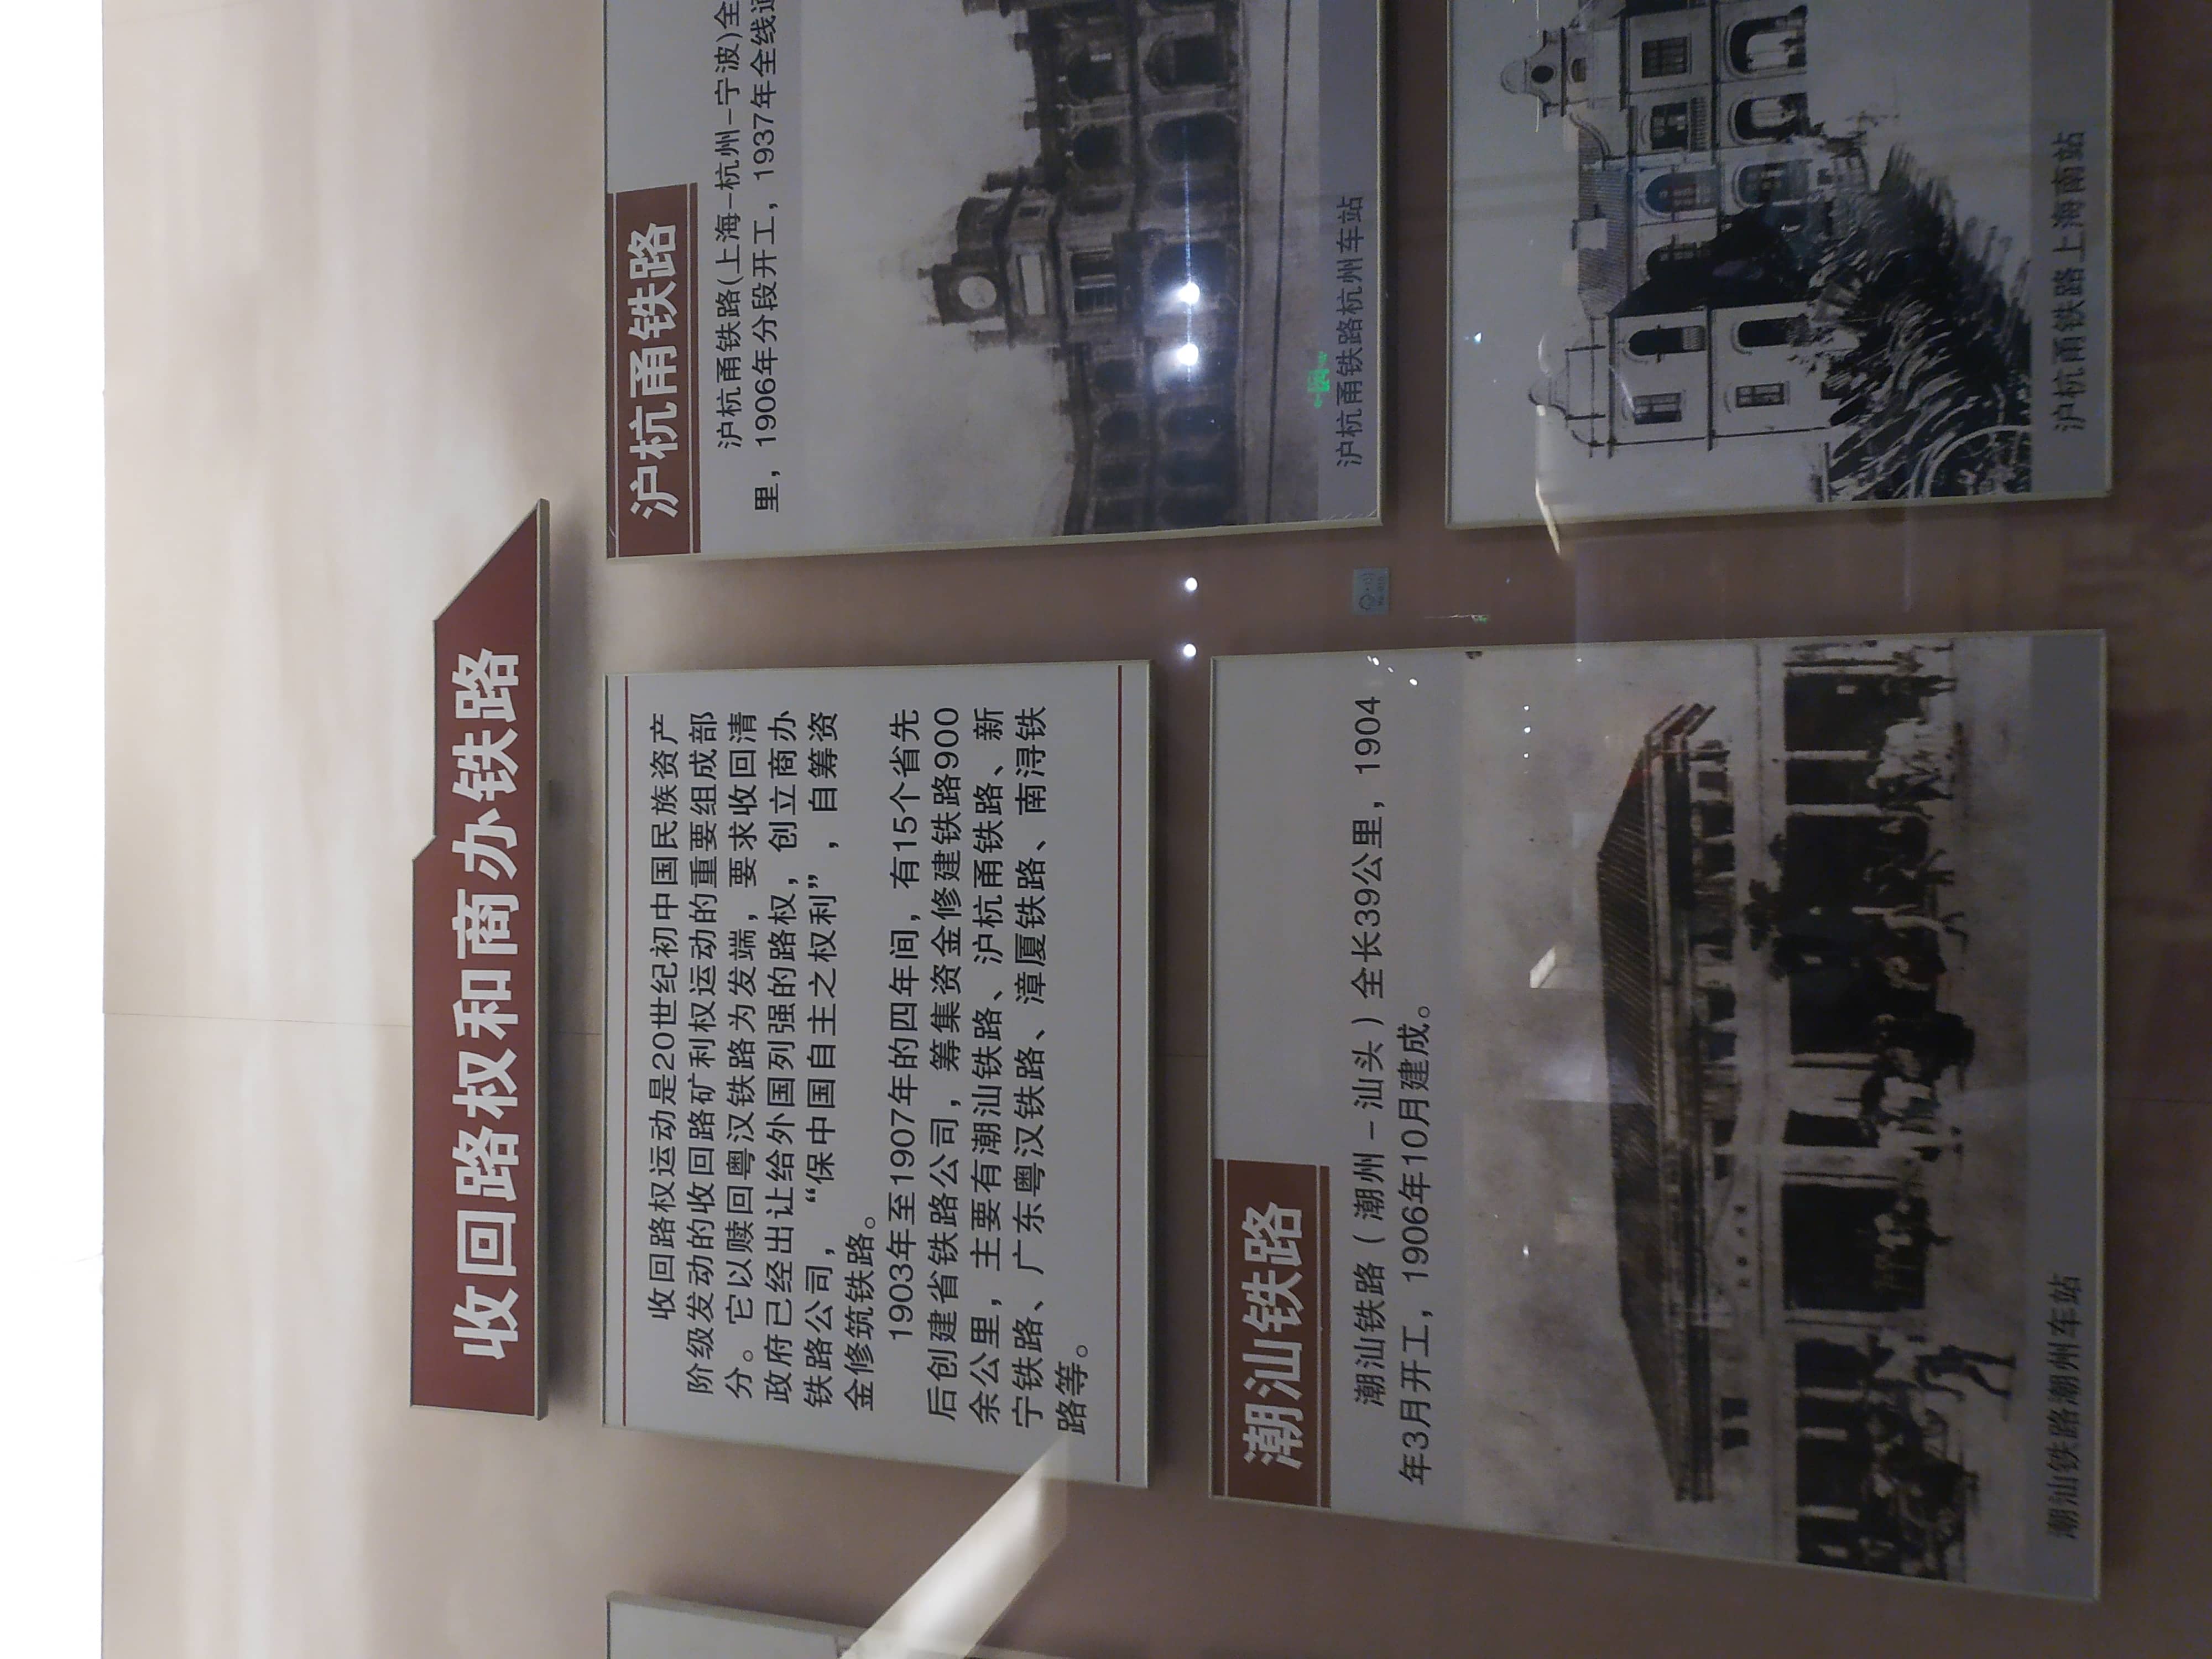 收回路权和商办铁路
收回路权运动是20世纪初中国民族资产
阶级发动的收回路矿利权运动的重要组成部
分。它以赎回粤汉铁路为发端，要求收回清
政府已经出让给外国列强的路权，创立商办
铁路公司，“保中国自主之权利”，自筹资
金修筑铁路。
1903年至1907年的四年间，有15个省先
后创建省铁路公司，筹集资金修建铁路900
余公里，主要有潮汕铁路、沪杭甬铁路、新
宁铁路、广东粤汉铁路、漳厦铁路、南浔铁
路等。
潮汕铁路
潮汕铁路（潮州－汕头）全长39公里，1904
年3月开工，1906年10月建成。
潮汕铁路潮州车站
沪杭甬铁路
沪杭甬铁路(上海-杭州-宁波)全
里，1906年分段开工，1937年全线通
沪杭甬铁路杭州车站
沪杭甬铁路上海南站